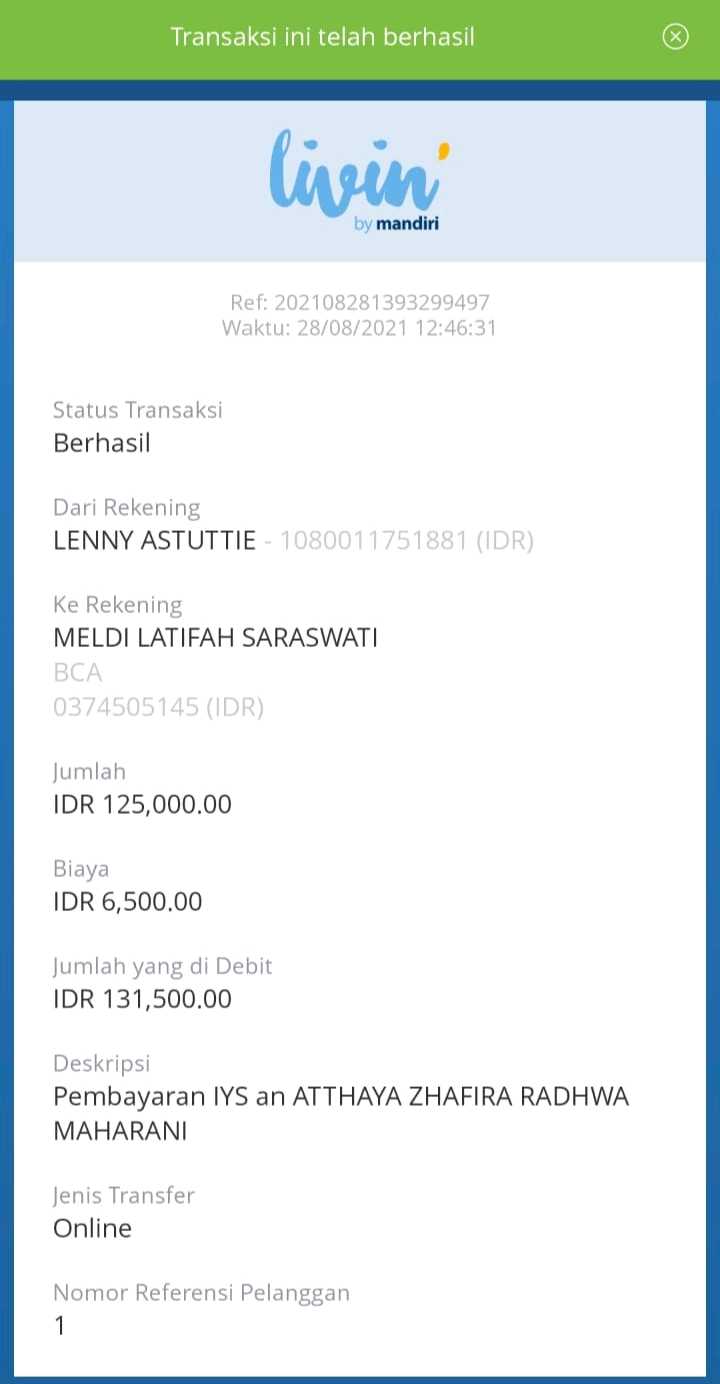 Transaksi ini telah berhasil
livin'
by mandiri
Ref: 202108281393299497
Waktu: 28/08/2021 12:46:31
Status Transaksi
Berhasil
Dari Rekening
LENNY ASTUTTIE - 1080011751881 (IDR)
Ke Rekening
MELDI LATIFAH SARASWATI
BCA
0374505145 (IDR)
Jumlah
IDR 125,000.00
Biaya
IDR 6,500.00
Jumlah yang di Debit
IDR 131,500.00
Deskripsi
Pembayaran IYS an ATTHAYA ZHAFIRA RADHWA
MAHARANI
Jenis Transfer
Online
Nomor Referensi Pelanggan
1